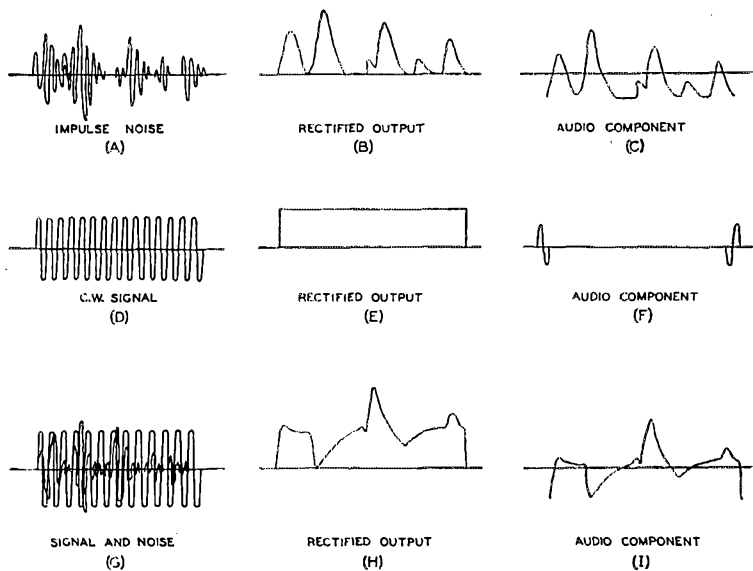 IMPULSE NOISE
(A)
RECTIFIED OUTPUT
(B)
AUDIO COMPONENT
(C)
C.W. SIGNAL
(D)
RECTIFIED OUTPUT
(E)
AUDIO COMPONENT
(F)
SIGNAL AND NOISE
(G)
RECTIFIED OUTPUT
(H)
AUDIO COMPONENT
(I)